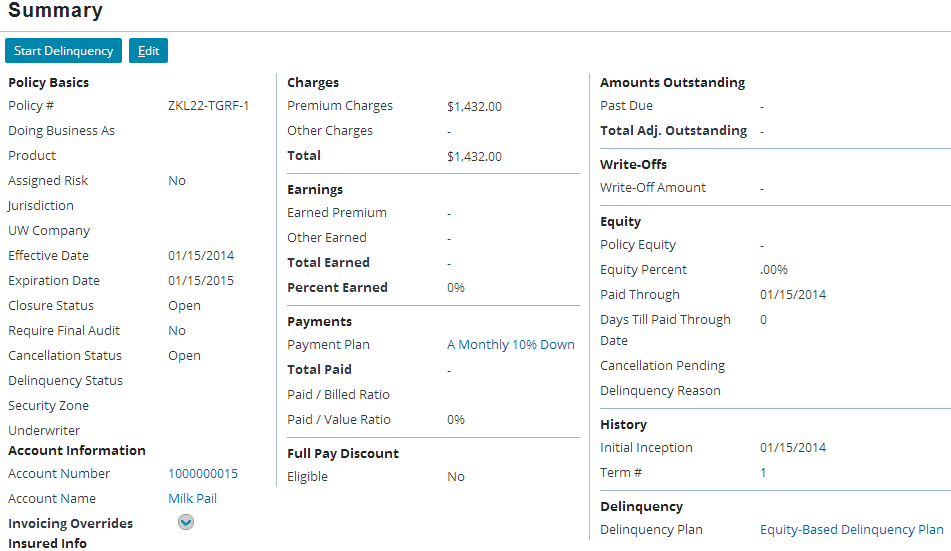 Summary
Start Delinquency Edit
Policy Basics
Policy # ZKL22-TGRF-1
Doing Business As
Product
Assigned Risk No
Jurisdiction
UW Company
Effective Date 01/15/2014
Expiration Date 01/15/2015
Closure Status Open
Require Final Audit No
Cancellation Status Open
Delinquency Status
Security Zone
Underwriter
Account Information
Account Number 1000000015
Account Name Milk Pail
Invoicing Overrides
Insured Info
Charges
Premium Charges $1,432.00
Other Charges -
Total $1,432.00
Earnings
Earned Premium -
Other Earned -
Total Earned -
Percent Earned 0%
Payments
Payment Plan A Monthly 10% Down
Total Paid -
Paid / Billed Ratio
Paid / Value Ratio 0%
Full Pay Discount
Eligible No
Amounts Outstanding
Past Due -
Total Adj. Outstanding -
Write-Offs
Write-Off Amount -
Equity
Policy Equity -
Equity Percent .00%
Paid Through 01/15/2014
Days Till Paid Through 0
Date
Cancellation Pending
Delinquency Reason
History
Initial Inception 01/15/2014
Term # 1
Delinquency
Delinquency Plan Equity-Based Delinquency Plan